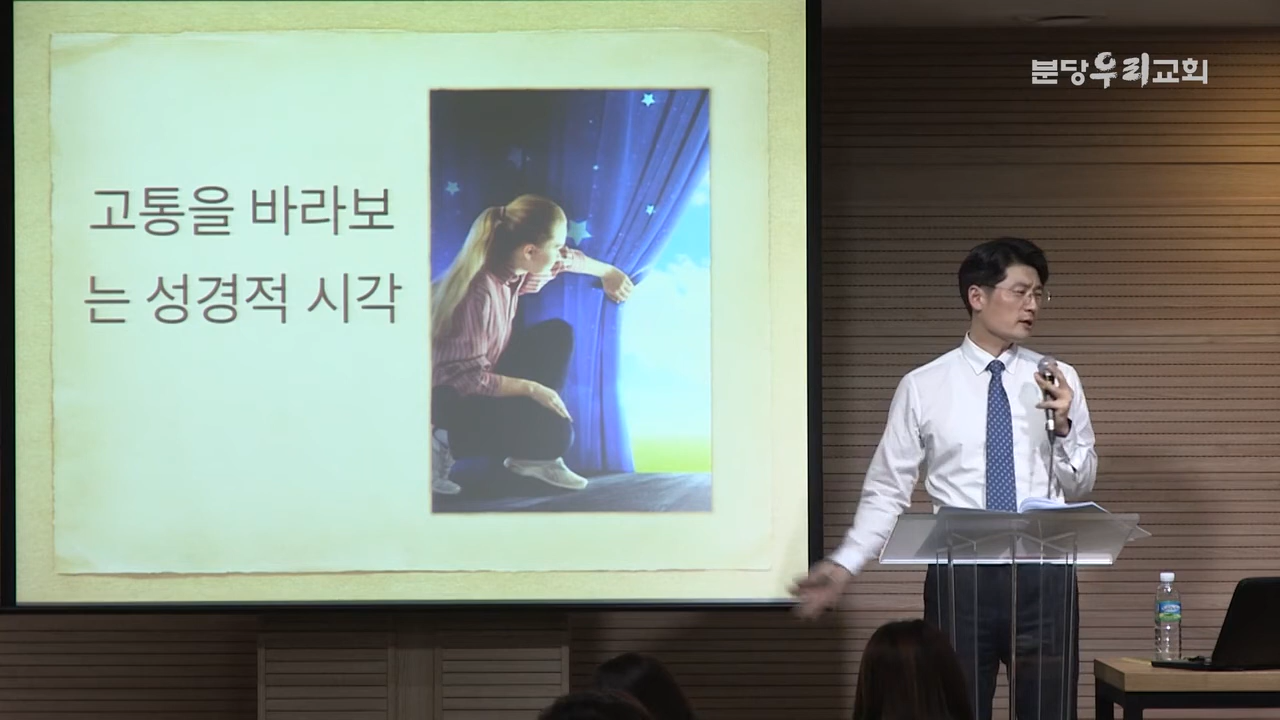 분당우리교회
고통을 바라보
는 성경적 시각